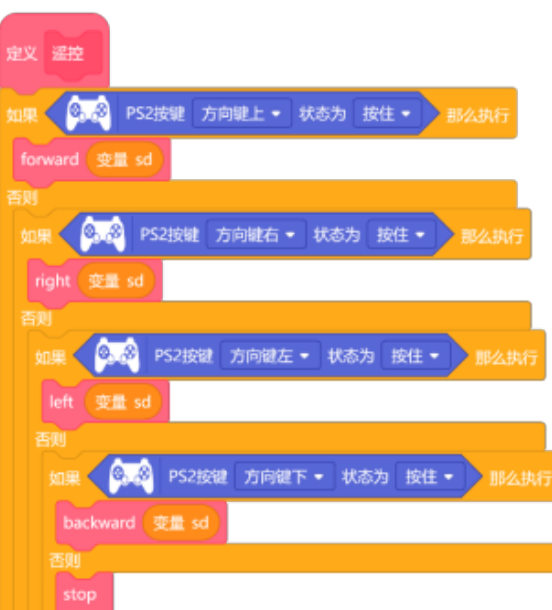 定义 遥控
如果 PS2按键 方向键上 状态为 按住 那么执行
forward 变量 sd
否则
如果 PS2按键 方向键右 状态为 按住 那么执行
right 变量 sd
否则
如果 PS2按键 方向键左 状态为 按住 那么执行
left 变量 sd
否则
如果 PS2按键 方向键下 状态为 按住 那么执行
backward 变量 sd
否则
stop